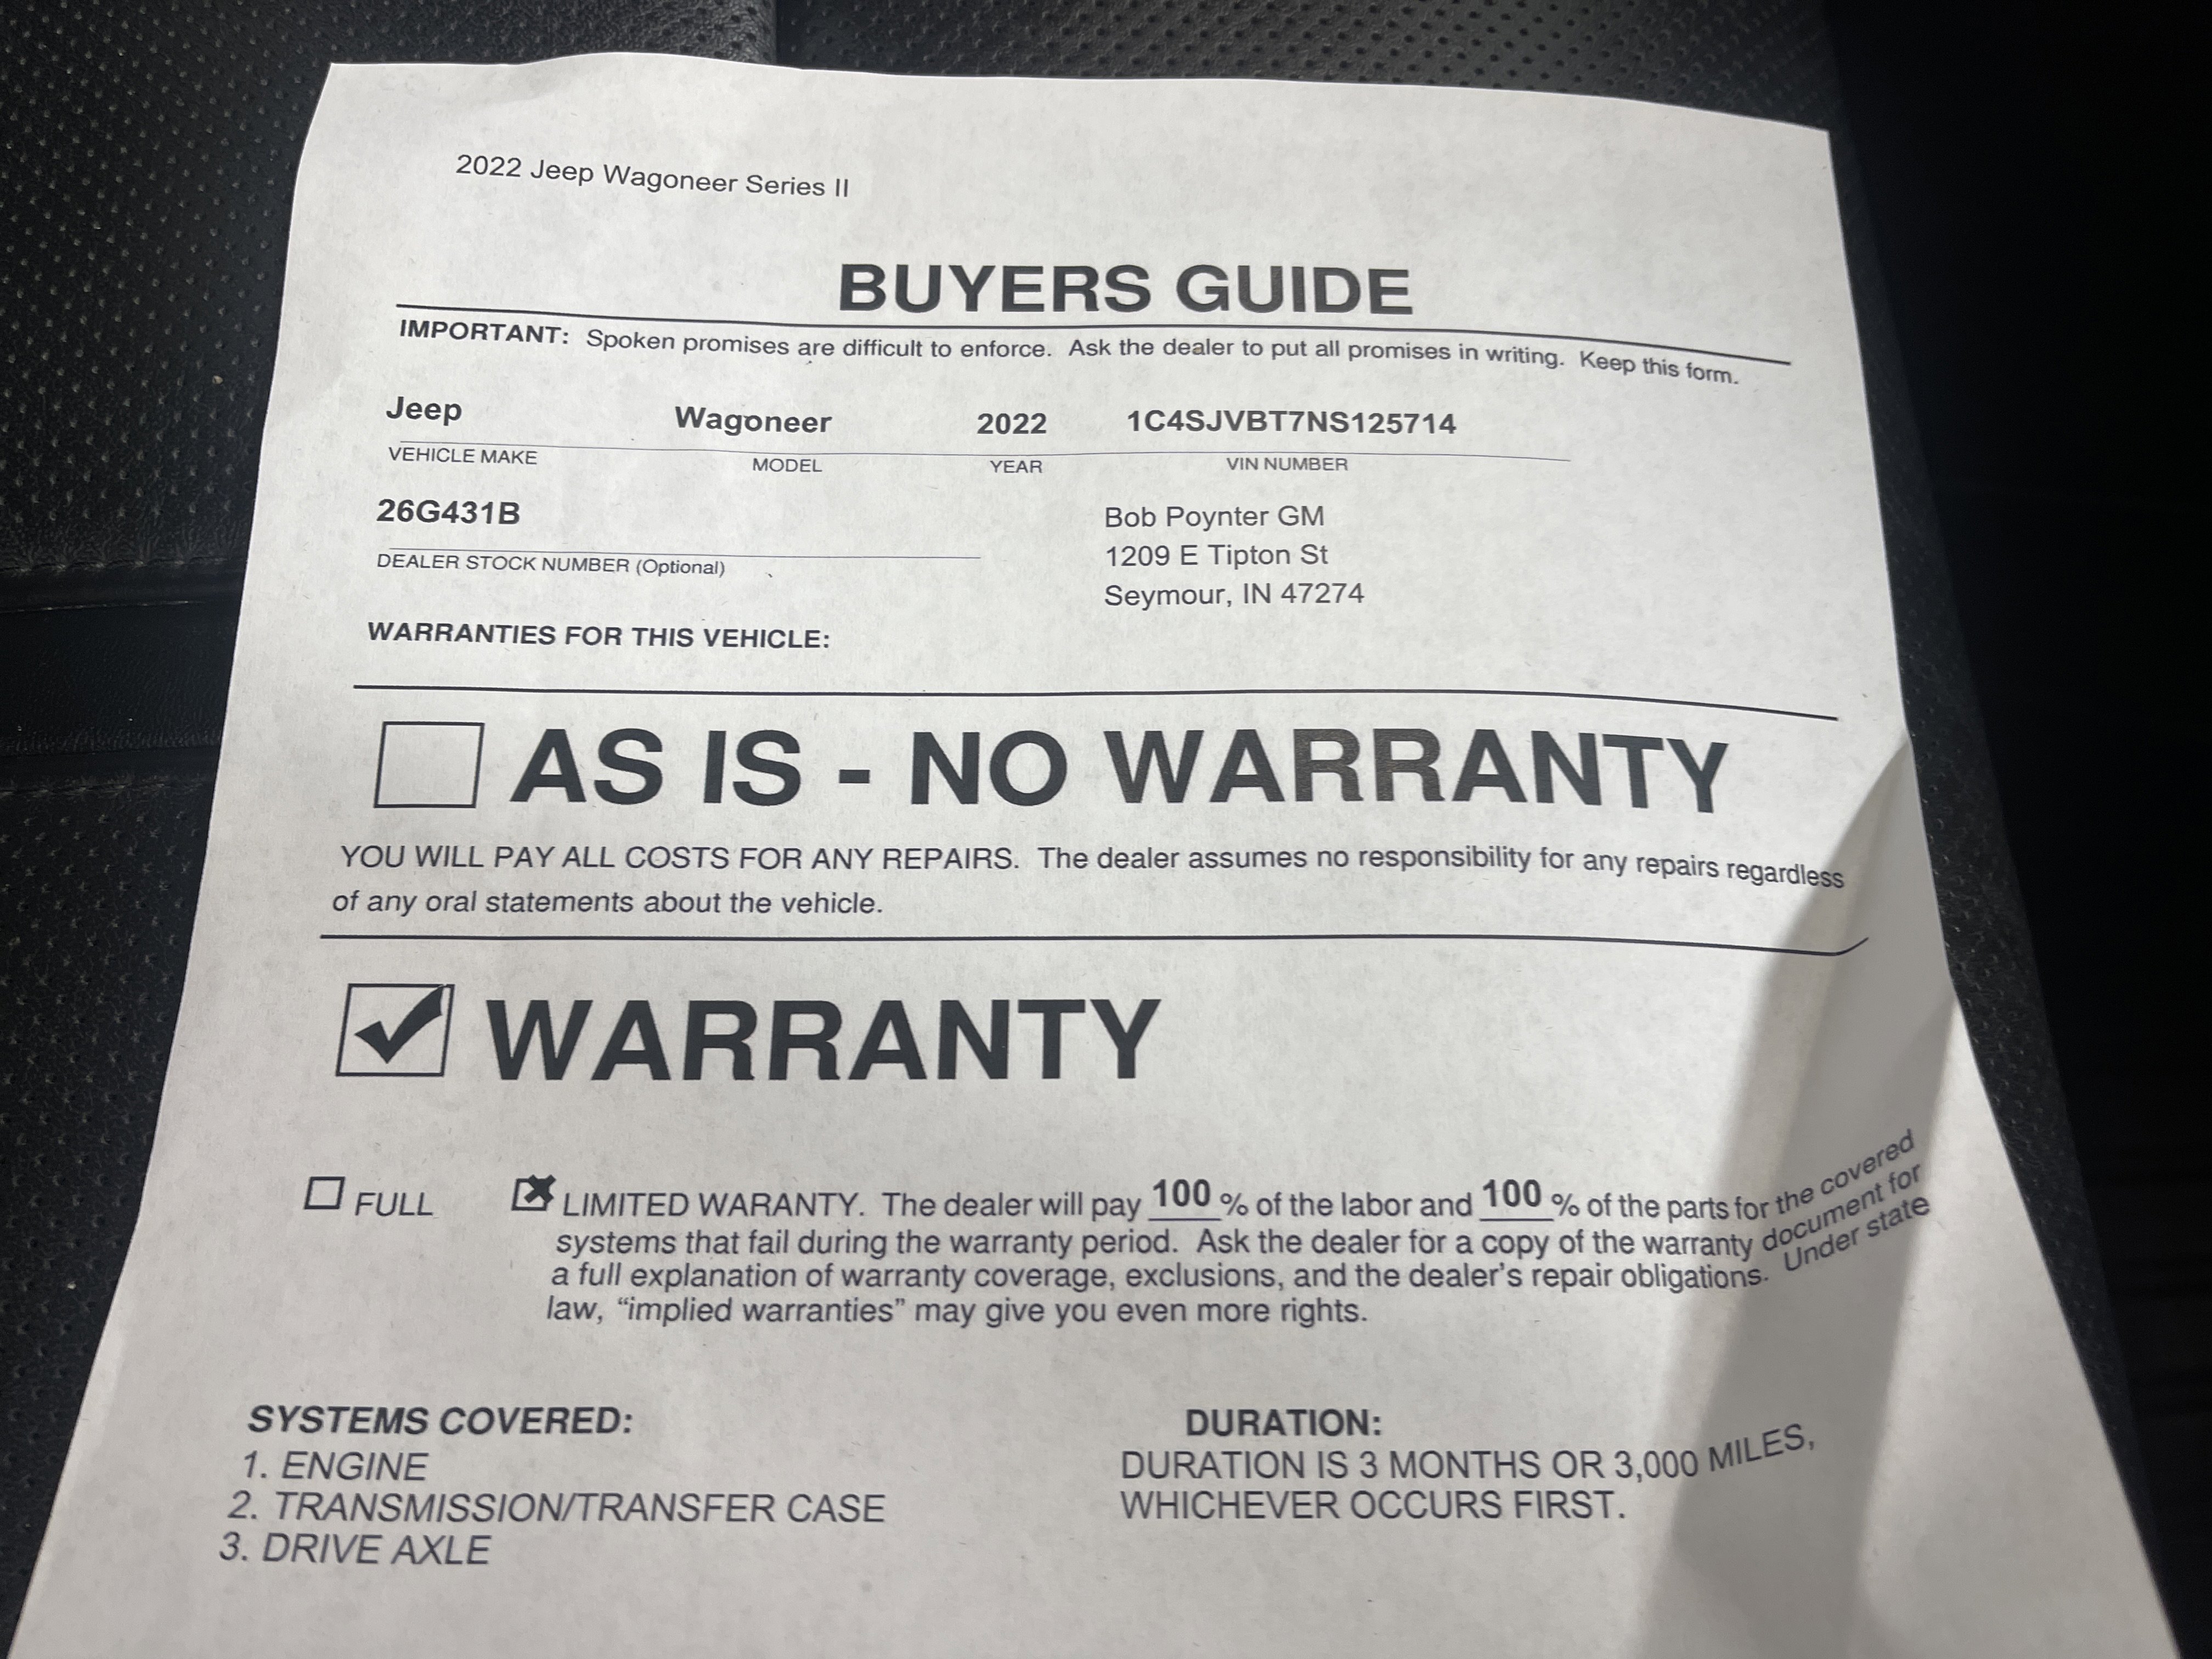 2022 Jeep Wagoneer Series II
BUYERS GUIDE
IMPORTANT: Spoken promises are difficult to enforce. Ask the dealer to put all promises in writing. Keep this form.
Jeep Wagoneer 2022 1C4SJVBT7NS125714
VEHICLE MAKE MODEL YEAR VIN NUMBER
26G431B
DEALER STOCK NUMBER (Optional)
Bob Poynter GM
1209 E Tipton St
Seymour, IN 47274
WARRANTIES FOR THIS VEHICLE:
AS IS - NO WARRANTY
YOU WILL PAY ALL COSTS FOR ANY REPAIRS. The dealer assumes no responsibility for any repairs regardless
of any oral statements about the vehicle.
WARRANTY
FULL
LIMITED WARANTY. The dealer will pay 100 % of the labor and 100 % of the parts for the covered
systems that fail during the warranty period. Ask the dealer for a copy of the warranty document for
a full explanation of warranty coverage, exclusions, and the dealer's repair obligations. Under state
law, “implied warranties” may give you even more rights.
SYSTEMS COVERED:
1. ENGINE
2. TRANSMISSION/TRANSFER CASE
3. DRIVE AXLE
DURATION:
DURATION IS 3 MONTHS OR 3,000 MILES,
WHICHEVER OCCURS FIRST.